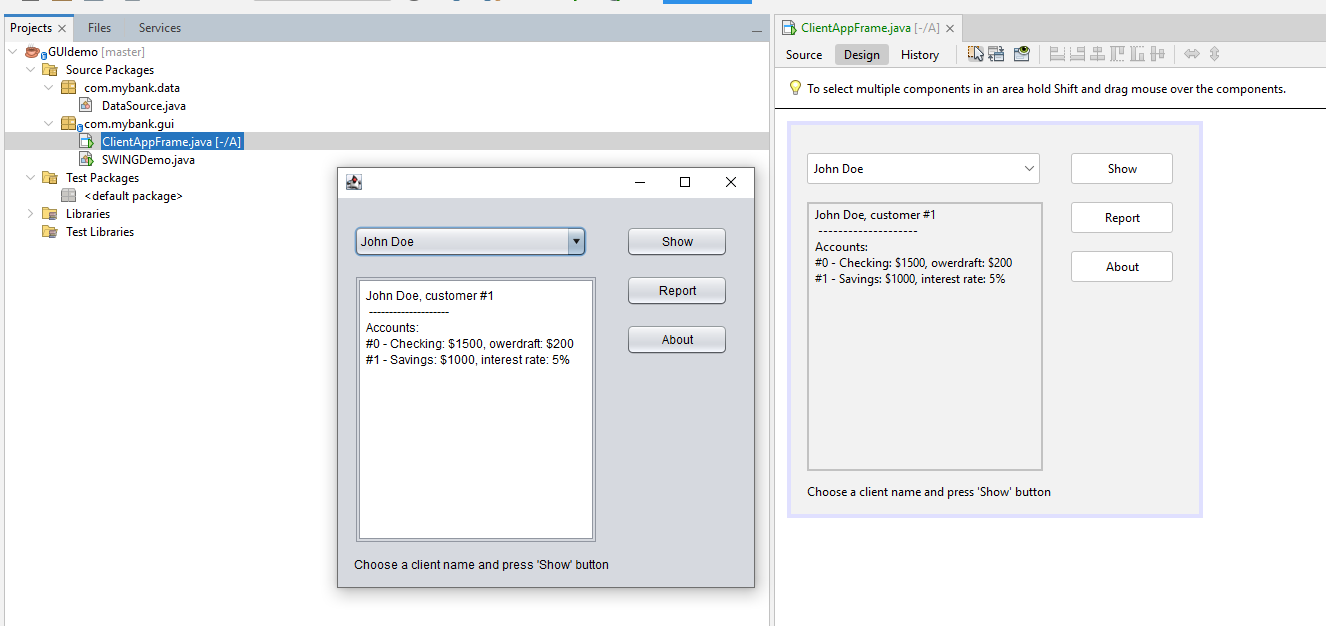 Projects
Files
Services
GUIdemo [master]
Source Packages
com.mybank.data
DataSource.java
com.mybank.gui
ClientAppFrame.java [-/A]
SWINGDemo.java
Test Packages
<default package>
Libraries
Test Libraries
John Doe
Show
John Doe, customer #1
--------------------
Accounts:
#0 - Checking: $1500, owerdraft: $200
#1 - Savings: $1000, interest rate: 5%
Report
About
Choose a client name and press 'Show' button
ClientAppFrame.java [-/A]
Source
Design
History
To select multiple components in an area hold Shift and drag mouse over the components.
John Doe
Show
John Doe, customer #1
--------------------
Accounts:
#0 - Checking: $1500, owerdraft: $200
#1 - Savings: $1000, interest rate: 5%
Report
About
Choose a client name and press 'Show' button